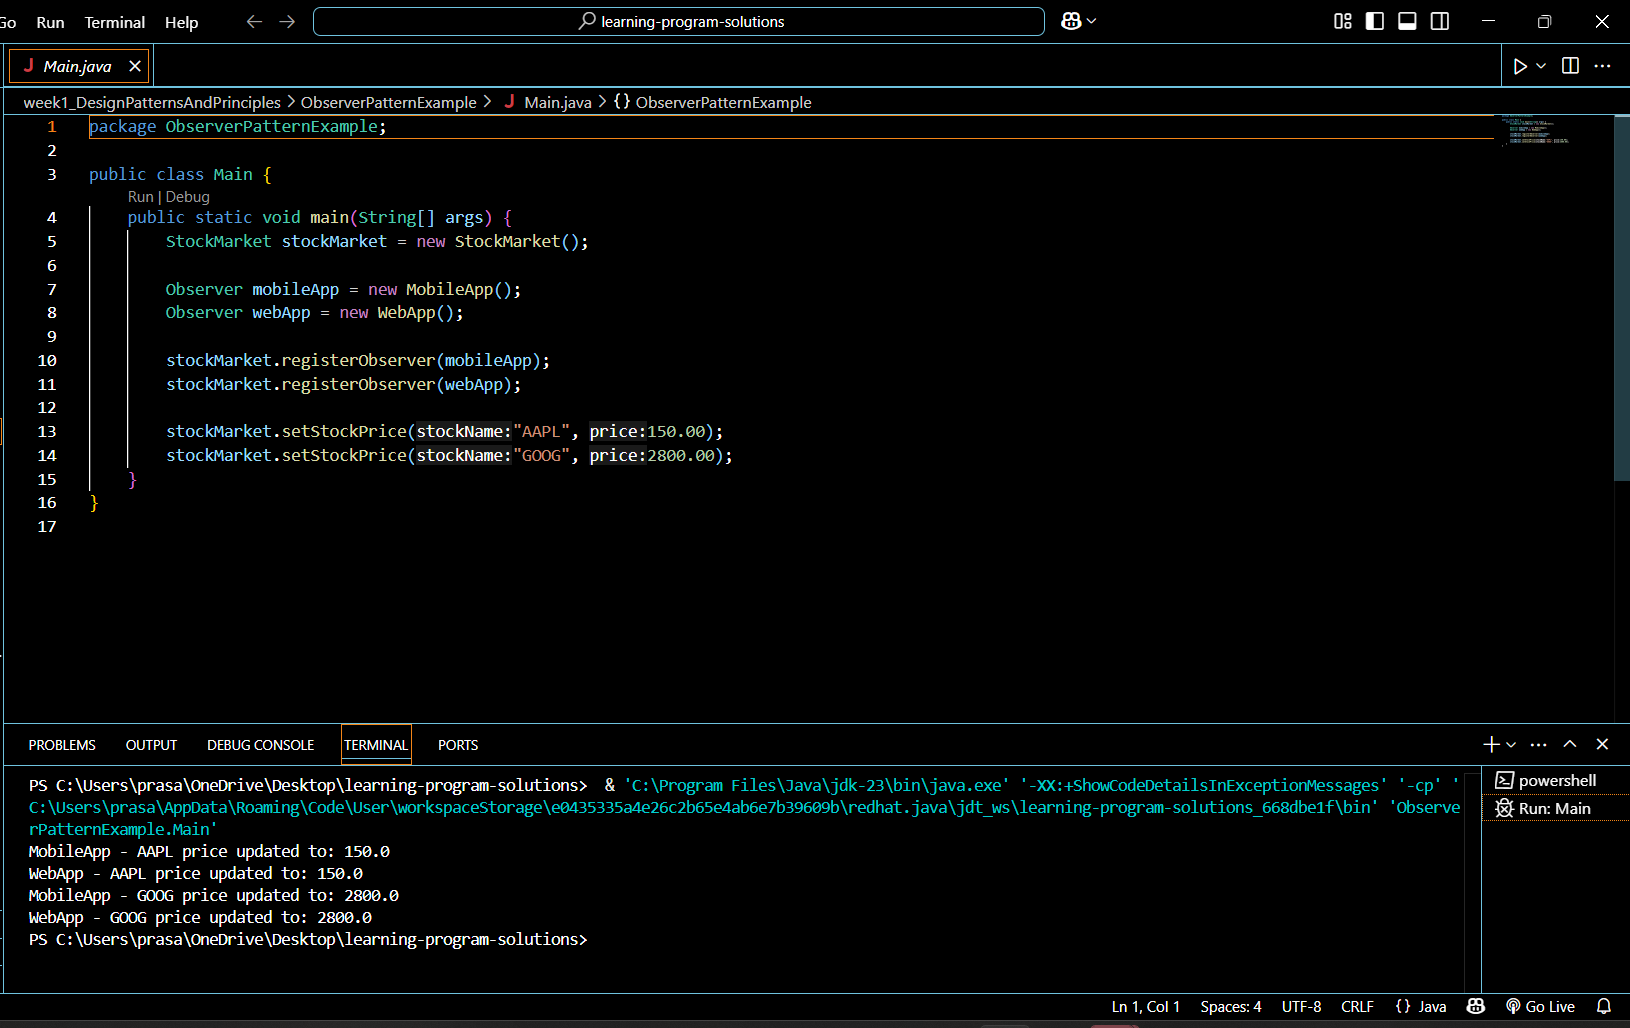 Go Run Terminal Help learning-program-solutions
Main.java
week1_DesignPatternsAndPrinciples > ObserverPatternExample > Main.java > {} ObserverPatternExample
1 package ObserverPatternExample;
2
3 public class Main {
Run | Debug
4 public static void main(String[] args) {
5 StockMarket stockMarket = new StockMarket();
6
7 Observer mobileApp = new MobileApp();
8 Observer webApp = new WebApp();
9
10 stockMarket.registerObserver(mobileApp);
11 stockMarket.registerObserver(webApp);
12
13 stockMarket.setStockPrice(stockName:"AAPL", price:150.00);
14 stockMarket.setStockPrice(stockName:"GOOG", price:2800.00);
15 }
16 }
17
PROBLEMS OUTPUT DEBUG CONSOLE TERMINAL PORTS
PS C:\Users\prasa\OneDrive\Desktop\learning-program-solutions> & 'C:\Program Files\Java\jdk-23\bin\java.exe' '-XX:+ShowCodeDetailsInExceptionMessages' '-cp' '
C:\Users\prasa\AppData\Roaming\Code\User\workspaceStorage\e0435335a4e26c2b65e4ab6e7b39609b\redhat.java\jdt_ws\learning-program-solutions_668dbe1f\bin' 'Observe
rPatternExample.Main'
MobileApp - AAPL price updated to: 150.0
WebApp - AAPL price updated to: 150.0
MobileApp - GOOG price updated to: 2800.0
WebApp - GOOG price updated to: 2800.0
PS C:\Users\prasa\OneDrive\Desktop\learning-program-solutions>
powershell
Run: Main
Ln 1, Col 1 Spaces: 4 UTF-8 CRLF {} Java Go Live